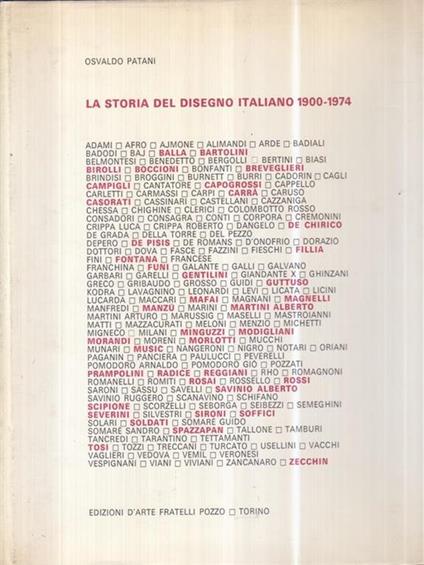 OSVALDO PATANI
LA STORIA DEL DISEGNO ITALIANO 1900-1974
ADAMI □ AFRO □ AJMONE □ ALIMANDI □ ARDE □ BADIALI
BADODI □ BAJ □ BALLA □ BARTOLINI
BELMONTESI □ BENEDETTO □ BERGOLLI □ BERTINI □ BIASI
BIROLLI □ BOCCIONI □ BONFANTI □ BREVEGLIERI
BRINDISI □ BROGGINI □ BURNETT □ BURRI □ CADORIN □ CAGLI
CAMPIGLI □ CANTATORE □ CAPOGROSSI □ CAPPELLO
CARLETTI □ CARMASSI □ CARPI □ CARRÀ □ CARUSO
CASORATI □ CASSINARI □ CASTELLANI □ CAZZANIGA
CHESSA □ CHIGHINE □ CLERICI □ COLOMBOTTO ROSSO
CONSADORI □ CONSAGRA □ CONTI □ CORPORA □ CREMONINI
CRIPPA LUCA □ CRIPPA ROBERTO □ DANGELO □ DE CHIRICO
DE GRADA □ DELLA TORRE □ DEL PEZZO
DEPERO □ DE PISIS □ DE ROMANS □ D'ONOFRIO □ DORAZIO
DOTTORI □ DOVA □ FASCE □ FAZZINI □ FIESCHI □ FILLIA
FINI □ FONTANA □ FRANCESE
FRANCHINA □ FUNI □ GALANTE □ GALLI □ GALVANO
GARBARI □ GARELLI □ GENTILINI □ GIANDANTE X □ GHINZANI
GRECO □ GRIBAUDO □ GROSSO □ GUIDI □ GUTTUSO
KODRA □ LAVAGNINO □ LEONARDI □ LEVI □ LICATA □ LICINI
LUCARDA □ MACCARI □ MAFAI □ MAGNANI □ MAGNELLI
MANFREDI □ MANZÙ □ MARINI □ MARTINI ALBERTO
MARTINI ARTURO □ MARUSSIG □ MASELLI □ MASTROIANNI
MATTI □ MAZZACURATI □ MELONI □ MENZIO □ MICHETTI
MIGNECO □ MILANI □ MINGUZZI □ MODIGLIANI
MORANDI □ MORENI □ MORLOTTI □ MUCCHI
MUNARI □ MUSIC □ NANGERONI □ NIGRO □ NOTARI □ ORIANI
PAGANIN □ PANCIERA □ PAULUCCI □ PEVERELLI
POMODORO ARNALDO □ POMODORO GIÒ □ POZZATI
PRAMPOLINI □ RADICE □ REGGIANI □ RHO □ ROMAGNONI
ROMANELLI □ ROMITI □ ROSAI □ ROSSELLO □ ROSSI
SARONI □ SASSU □ SAVELLI □ SAVINIO ALBERTO
SAVINIO RUGGERO □ SCANAVINO □ SCHIFANO
SCIPIONE □ SCORZELLI □ SEBORGA □ SEIBEZZI □ SEMEGHINI
SEVERINI □ SILVESTRI □ SIRONI □ SOFFICI
SOLARI □ SOLDATI □ SOMARÉ GUIDO
SOMARÉ SANDRO □ SPAZZAPAN □ TALLONE □ TAMBURI
TANCREDI □ TARANTINO □ TETTAMANTI
TOSI □ TOZZI □ TRECCANI □ TURCATO □ USELLINI □ VACCHI
VAGLIERI □ VEDOVA □ VEMIL □ VERONESI
VESPIGNANI □ VIANI □ VIVIANI □ ZANCANARO □ ZECCHIN
EDIZIONI D'ARTE FRATELLI POZZO □ TORINO